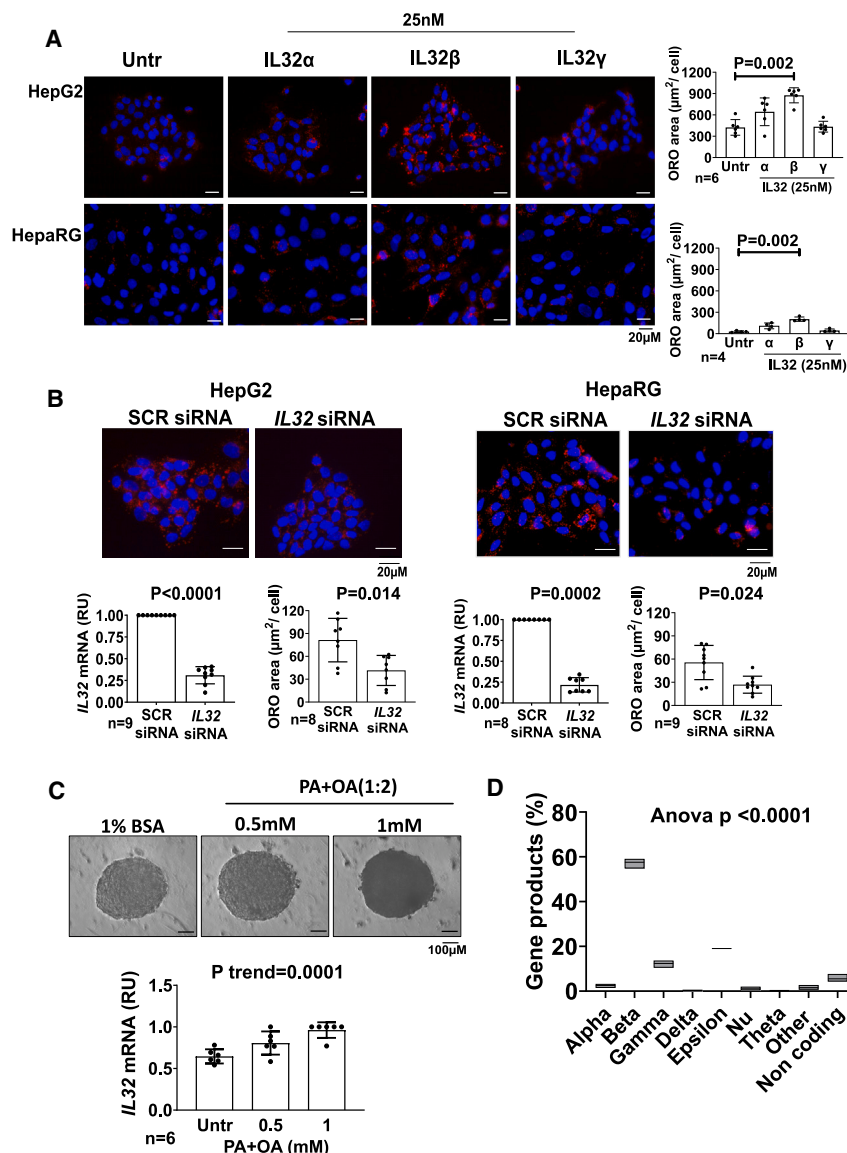 A
25nM
Untr
IL32α
IL32β
IL32γ
HepG2
HepaRG
20µM
ORO area (µm²/ cell)
1200
900
600
300
0
P=0.002
Untr
α
β
γ
n=6
IL32 (25nM)
ORO area (µm²/ cell)
1200
900
600
300
0
P=0.002
Untr
α
β
γ
n=4
IL32 (25nM)
B
HepG2
SCR siRNA
IL32 siRNA
20µM
HepaRG
SCR siRNA
IL32 siRNA
20µM
P<0.0001
IL32 mRNA (RU)
1.00
0.75
0.50
0.25
0
n=9
SCR
siRNA
IL32
siRNA
P=0.014
ORO area (µm²/ cell)
120
90
60
30
0
n=8
SCR
siRNA
IL32
siRNA
P=0.0002
IL32 mRNA (RU)
1.00
0.75
0.50
0.25
0.00
n=8
SCR
siRNA
IL32
siRNA
P=0.024
ORO area (µm²/ cell)
120
90
60
30
0
n=9
SCR
siRNA
IL32
siRNA
C
PA+OA(1:2)
1% BSA
0.5mM
1mM
100µM
P trend=0.0001
IL32 mRNA (RU)
1.5
1.0
0.5
0.0
Untr
0.5
1
n=6
PA+OA (mM)
D
Anova p <0.0001
Gene products (%)
80
60
40
20
0
Alpha
Beta
Gamma
Delta
Epsilon
Nu
Theta
Other
Non coding